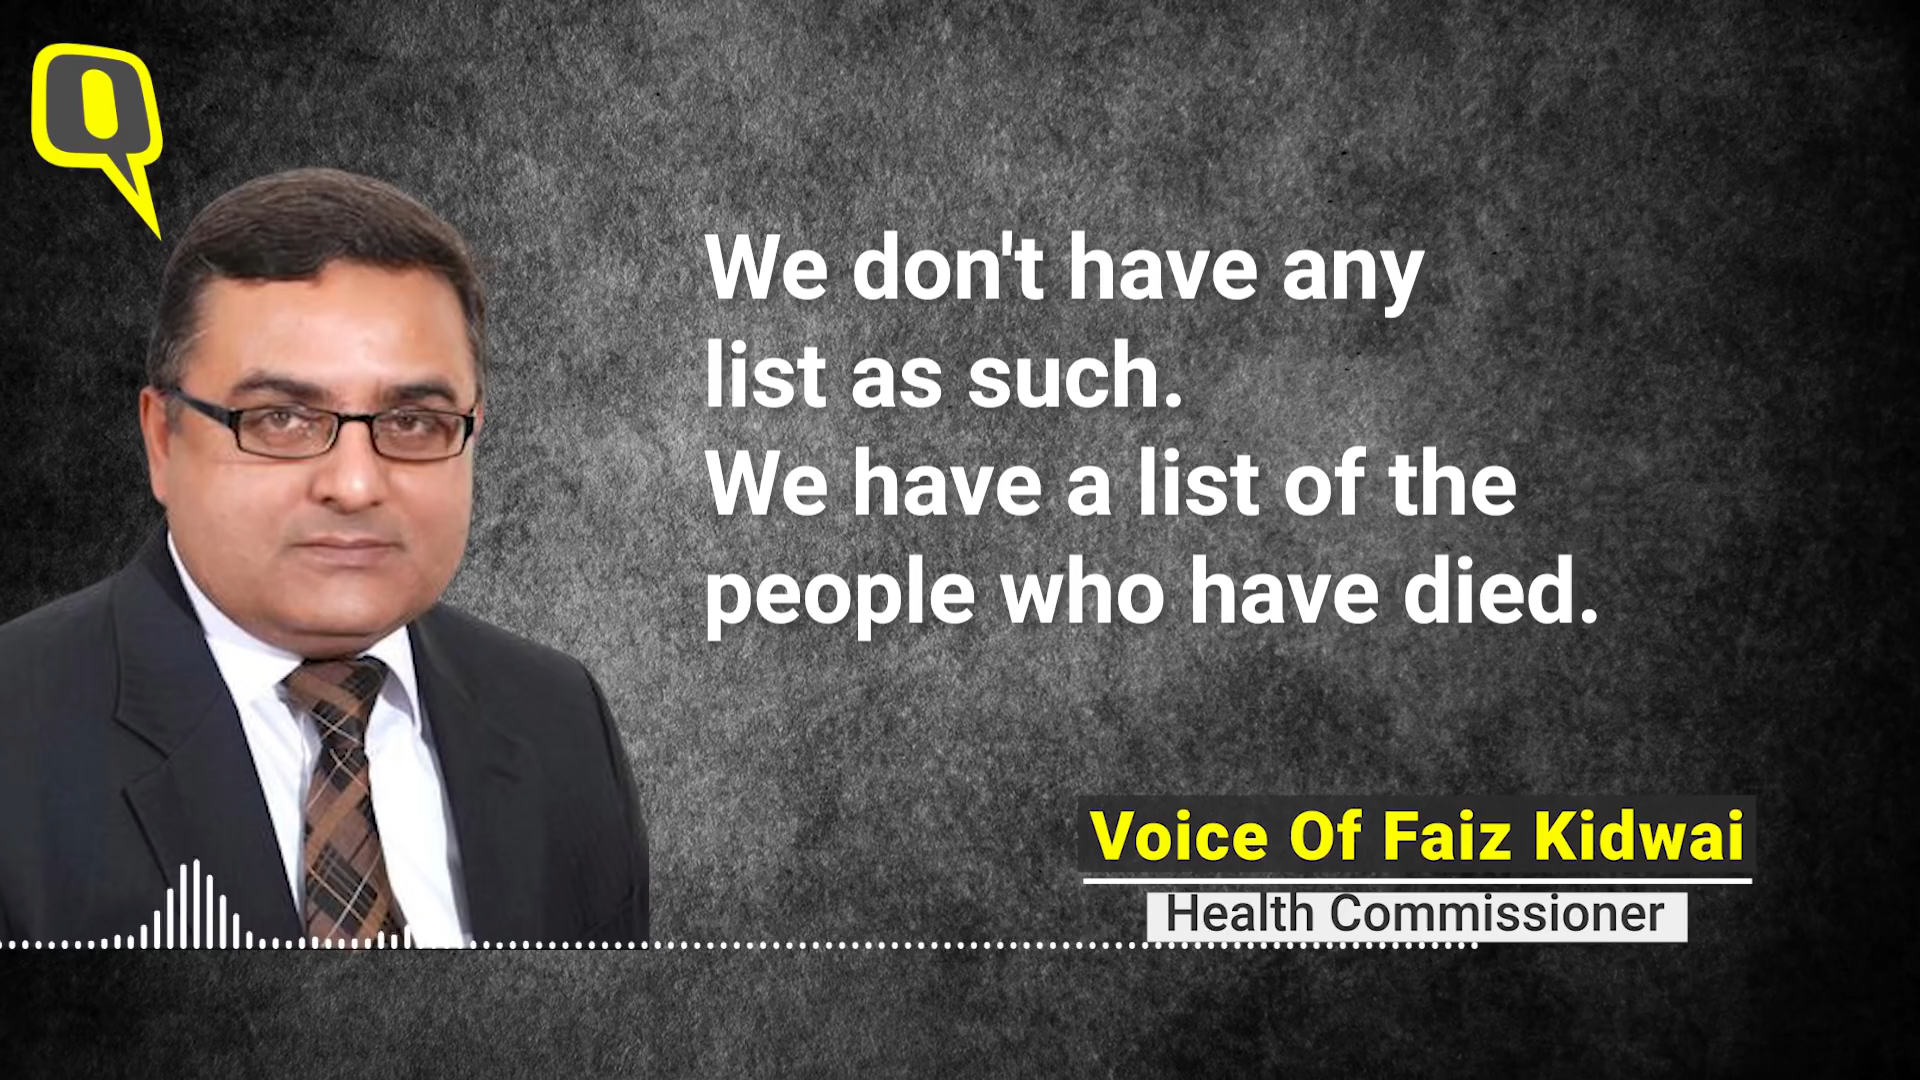 Q
We don't have any
list as such.
We have a list of the
people who have died.
Voice Of Faiz Kidwai
Health Commissioner